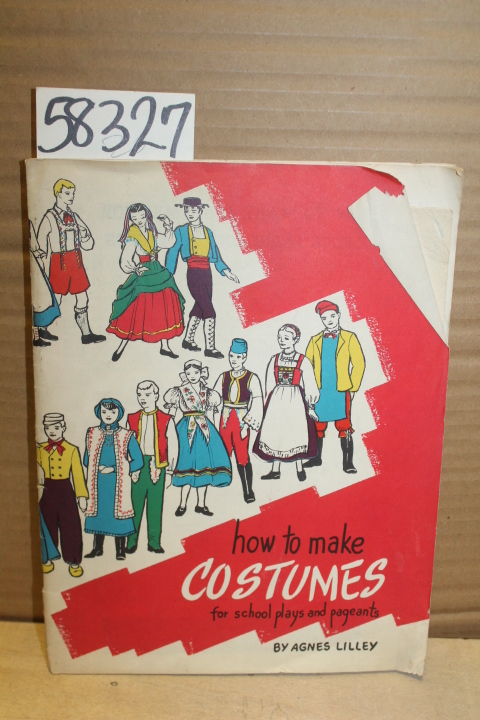 58327
how to make
COSTUMES
for school plays and pageants
BY AGNES LILLEY